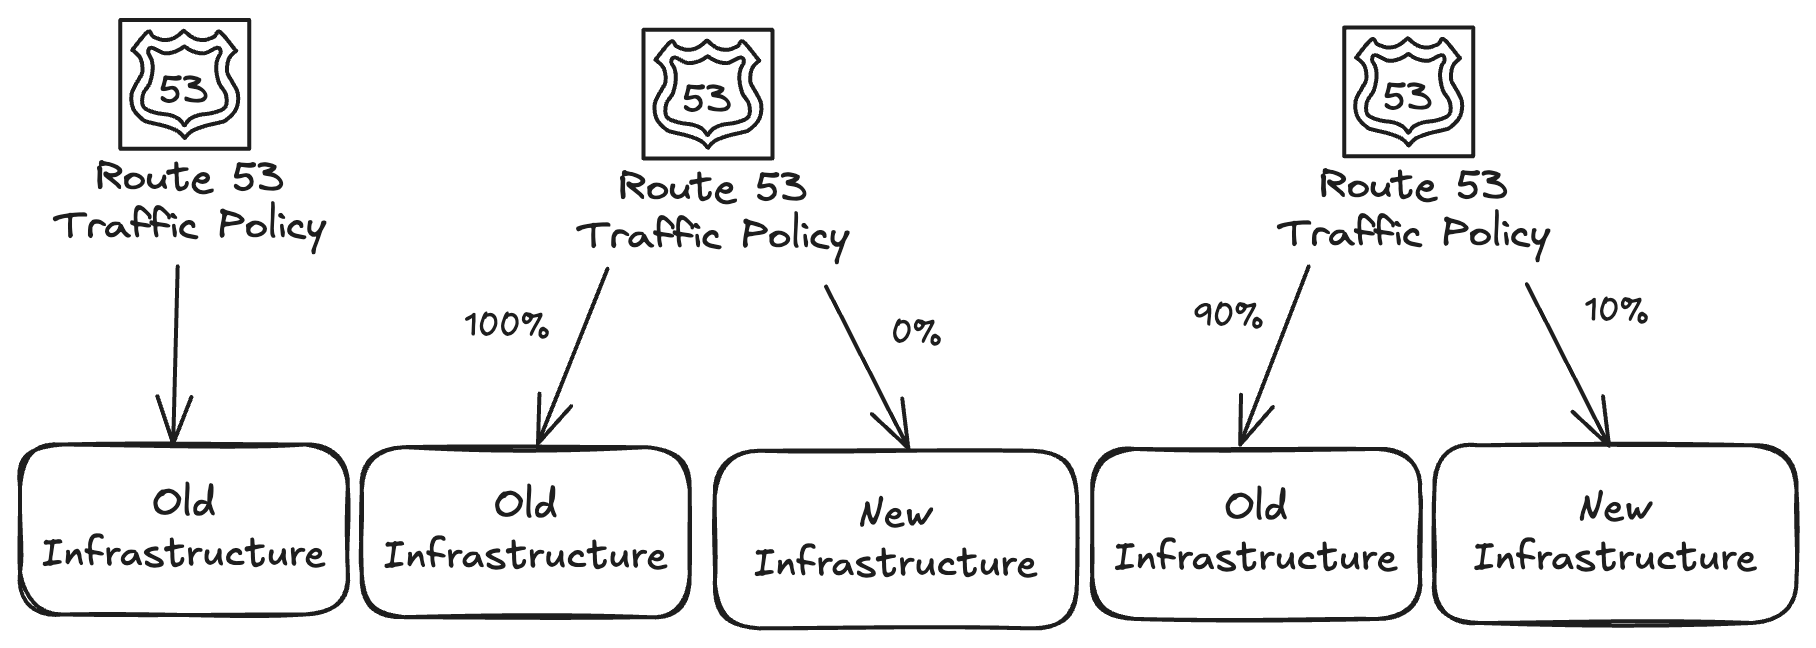 53
Route 53
Traffic Policy
Old
Infrastructure
53
Route 53
Traffic Policy
100%
0%
Old
Infrastructure
New
Infrastructure
53
Route 53
Traffic Policy
90%
10%
Old
Infrastructure
New
Infrastructure